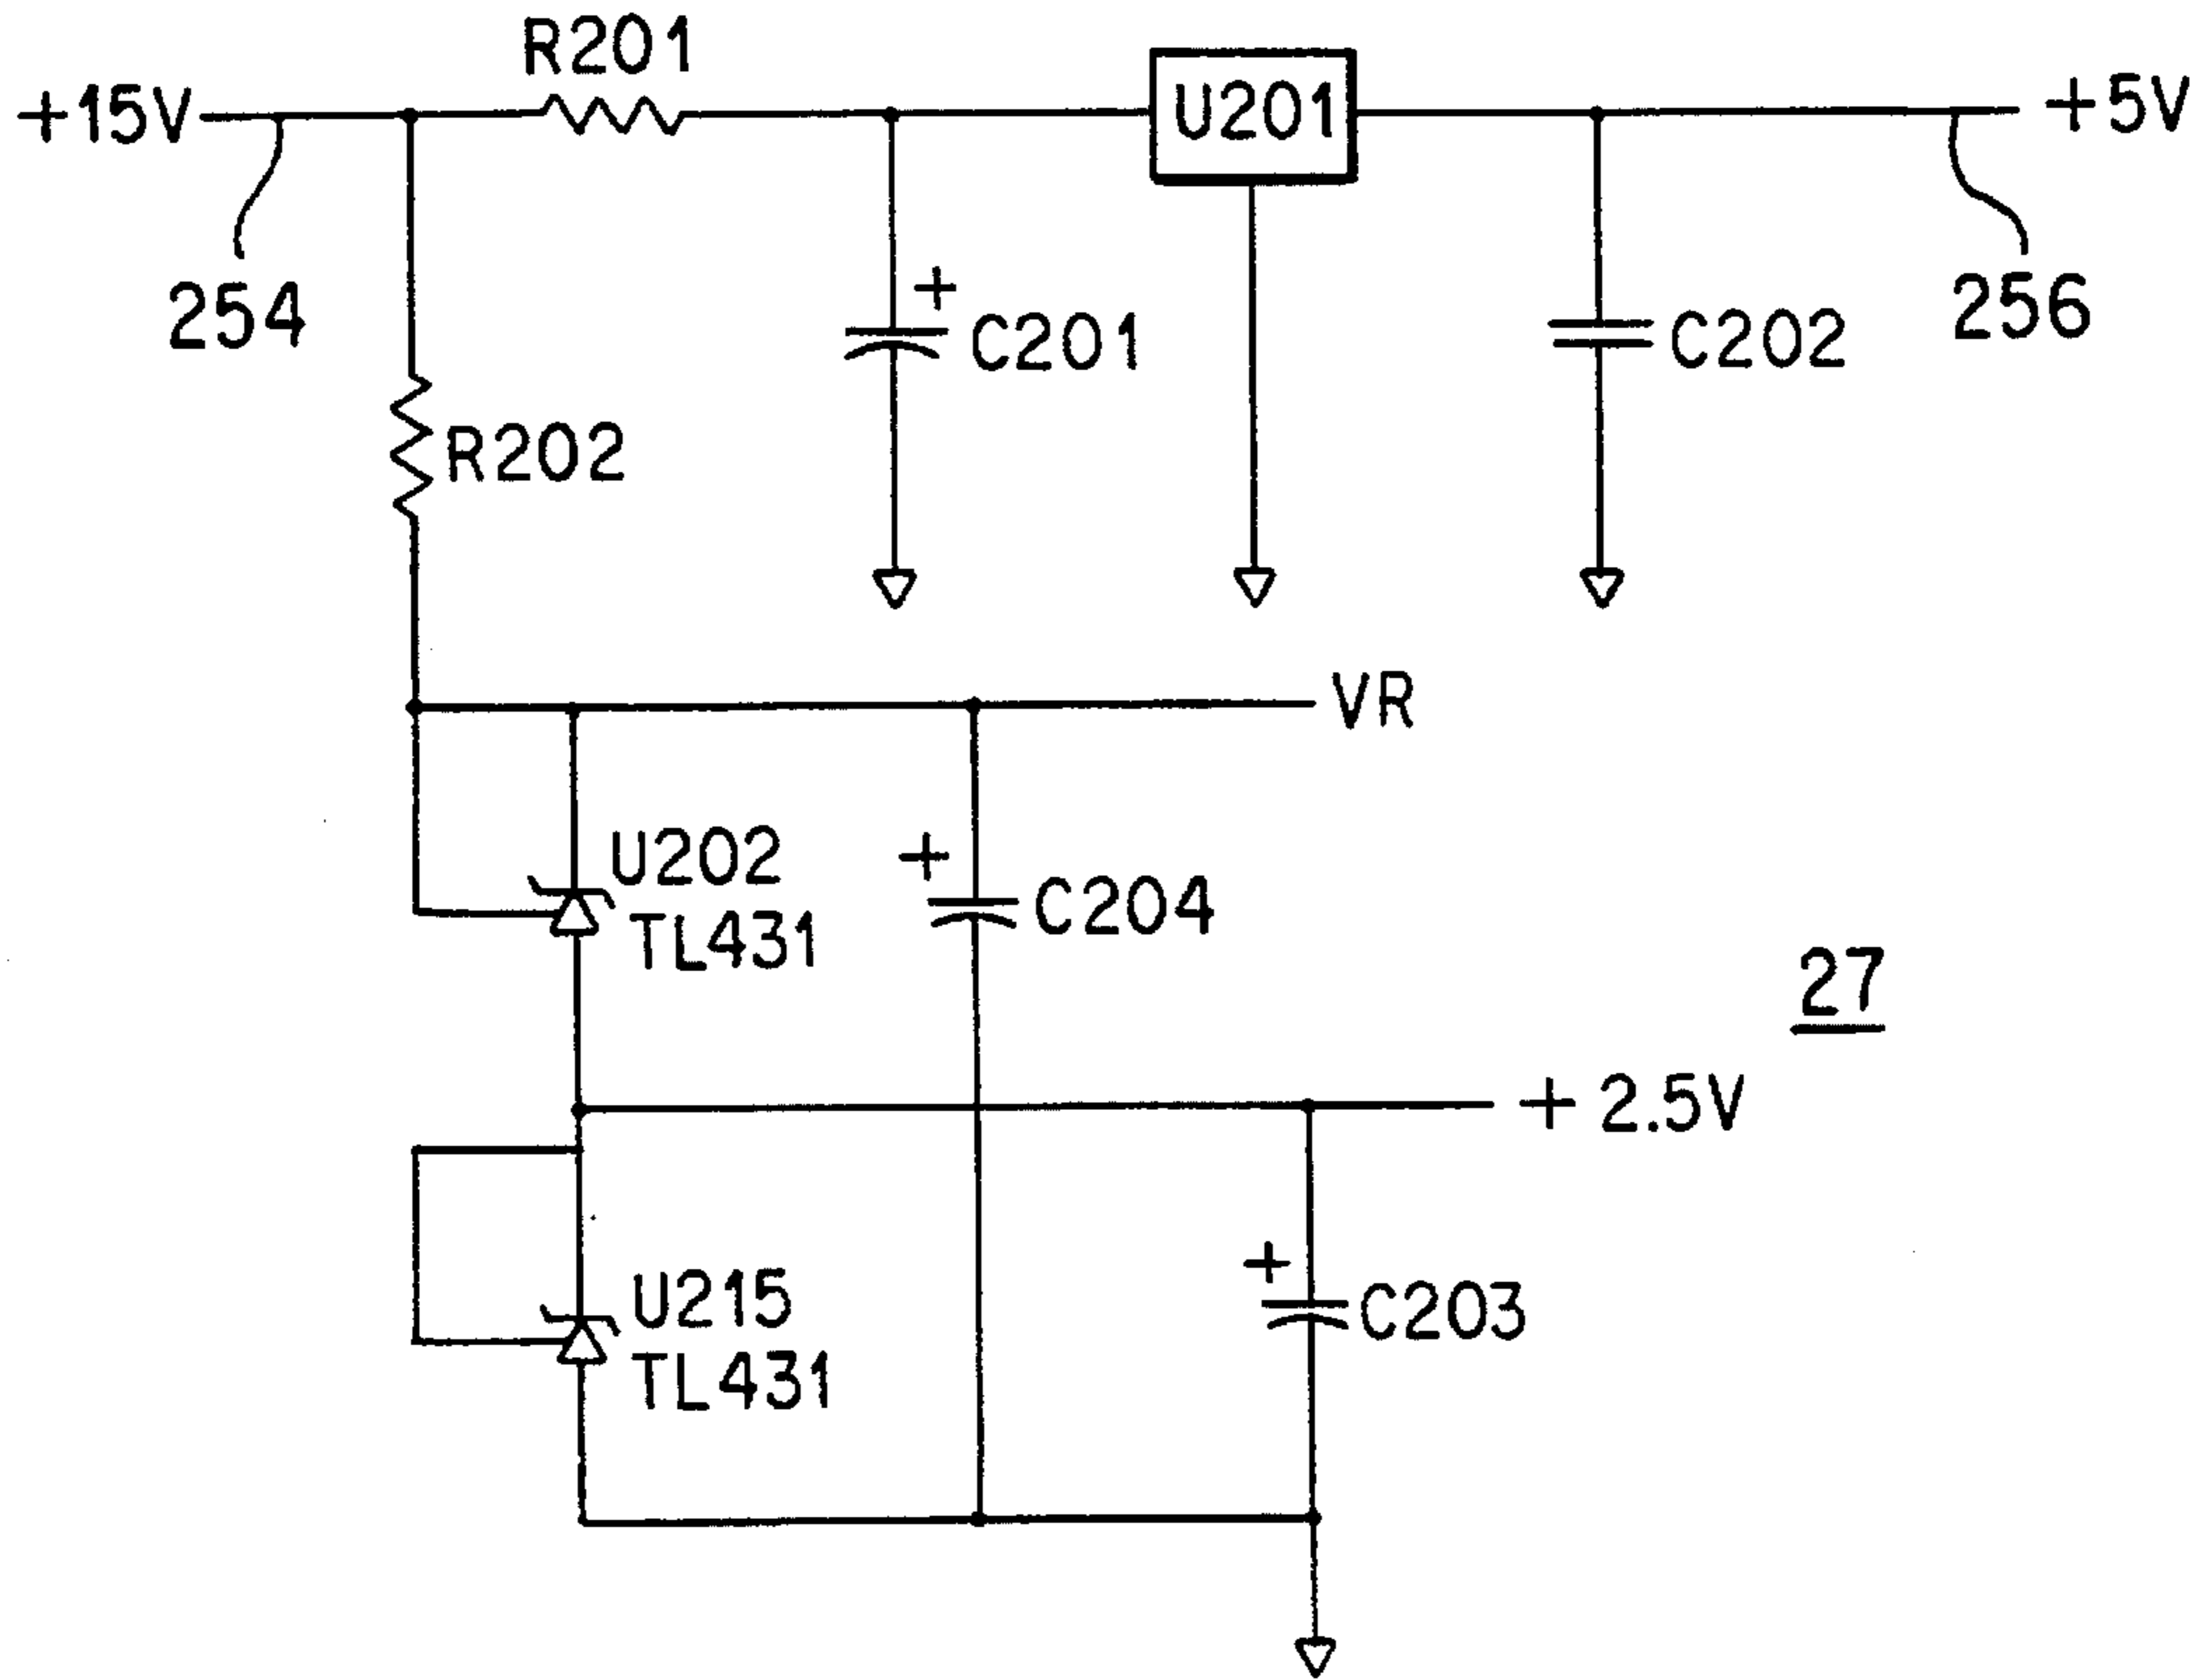 R201
+15V
U201
+5V
254
+
C201
C202
256
R202
VR
U202
TL431
+
C204
27
+ 2.5V
U215
TL431
+
C203